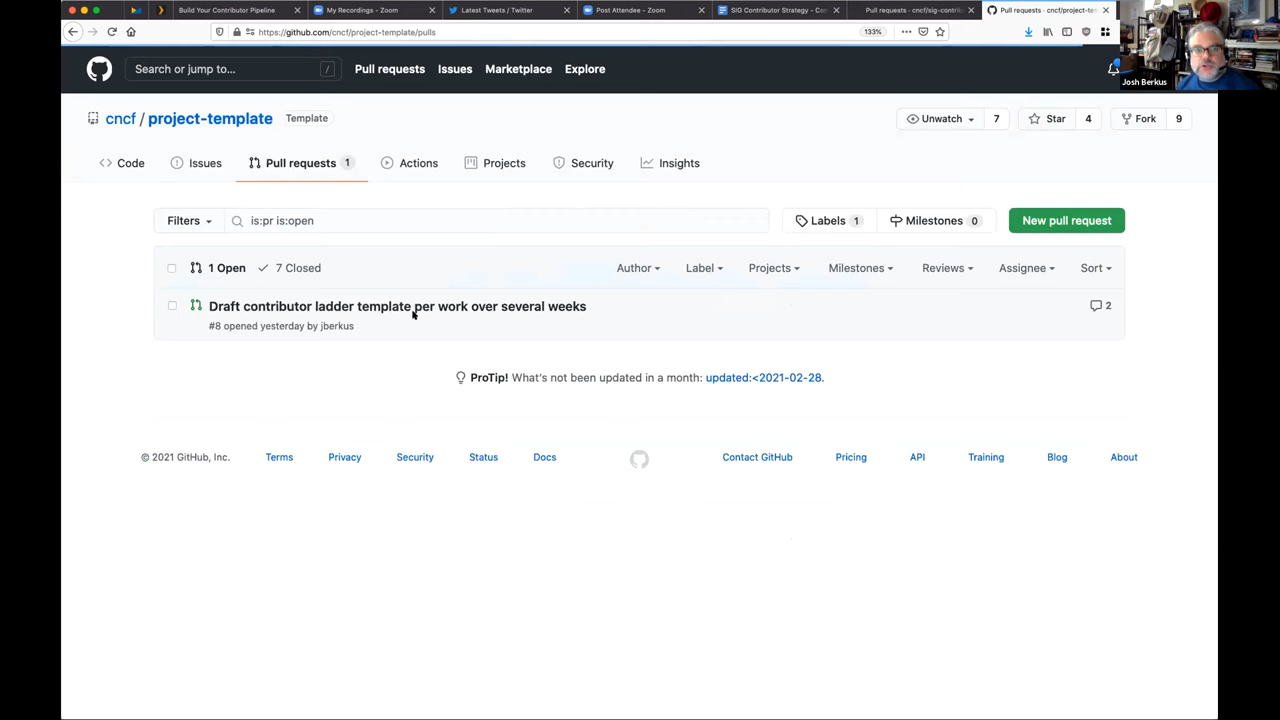 Build Your Contributor Pipeline
My Recordings - Zoom
Latest Tweets / Twitter
Post Attendee - Zoom
SIG Contributor Strategy - Co
Pull requests · cncf/sig-contrib
Pull requests · cncf/project-te
https://github.com/cncf/project-template/pulls
133%
Josh Berkus
Search or jump to...
/
Pull requests
Issues
Marketplace
Explore
cncf / project-template
Template
Unwatch
7
Star
4
Fork
9
Code
Issues
Pull requests 1
Actions
Projects
Security
Insights
Filters
is:pr is:open
Labels 1
Milestones 0
New pull request
1 Open
7 Closed
Author
Label
Projects
Milestones
Reviews
Assignee
Sort
Draft contributor ladder template per work over several weeks
2
#8 opened yesterday by jberkus
ProTip! What's not been updated in a month: updated:<2021-02-28.
© 2021 GitHub, Inc.
Terms
Privacy
Security
Status
Docs
Contact GitHub
Pricing
API
Training
Blog
About